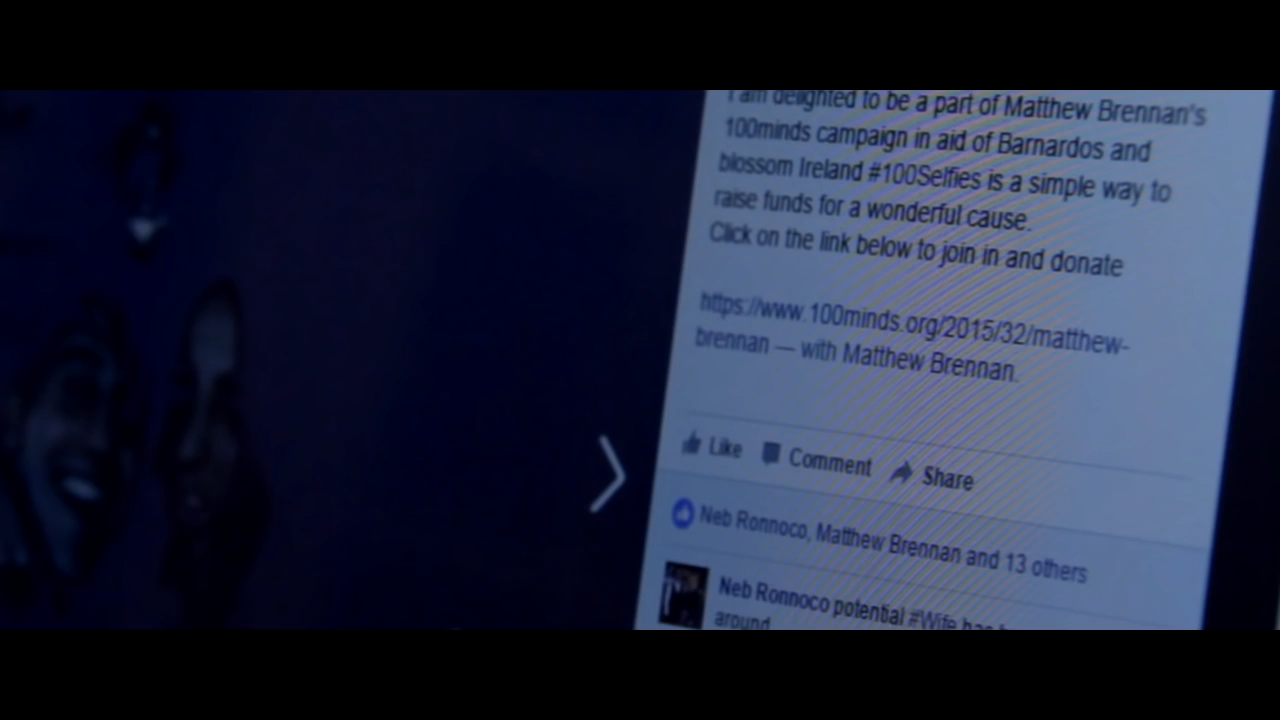 I am delighted to be a part of Matthew Brennan's
100minds campaign in aid of Barnardos and
blossom Ireland #100Selfies is a simple way to
raise funds for a wonderful cause.
Click on the link below to join in and donate
https://www.100minds.org/2015/32/matthew-
brennan — with Matthew Brennan.
Like Comment Share
Neb Ronnoco, Matthew Brennan and 13 others
Neb Ronnoco potential #Wife has
around